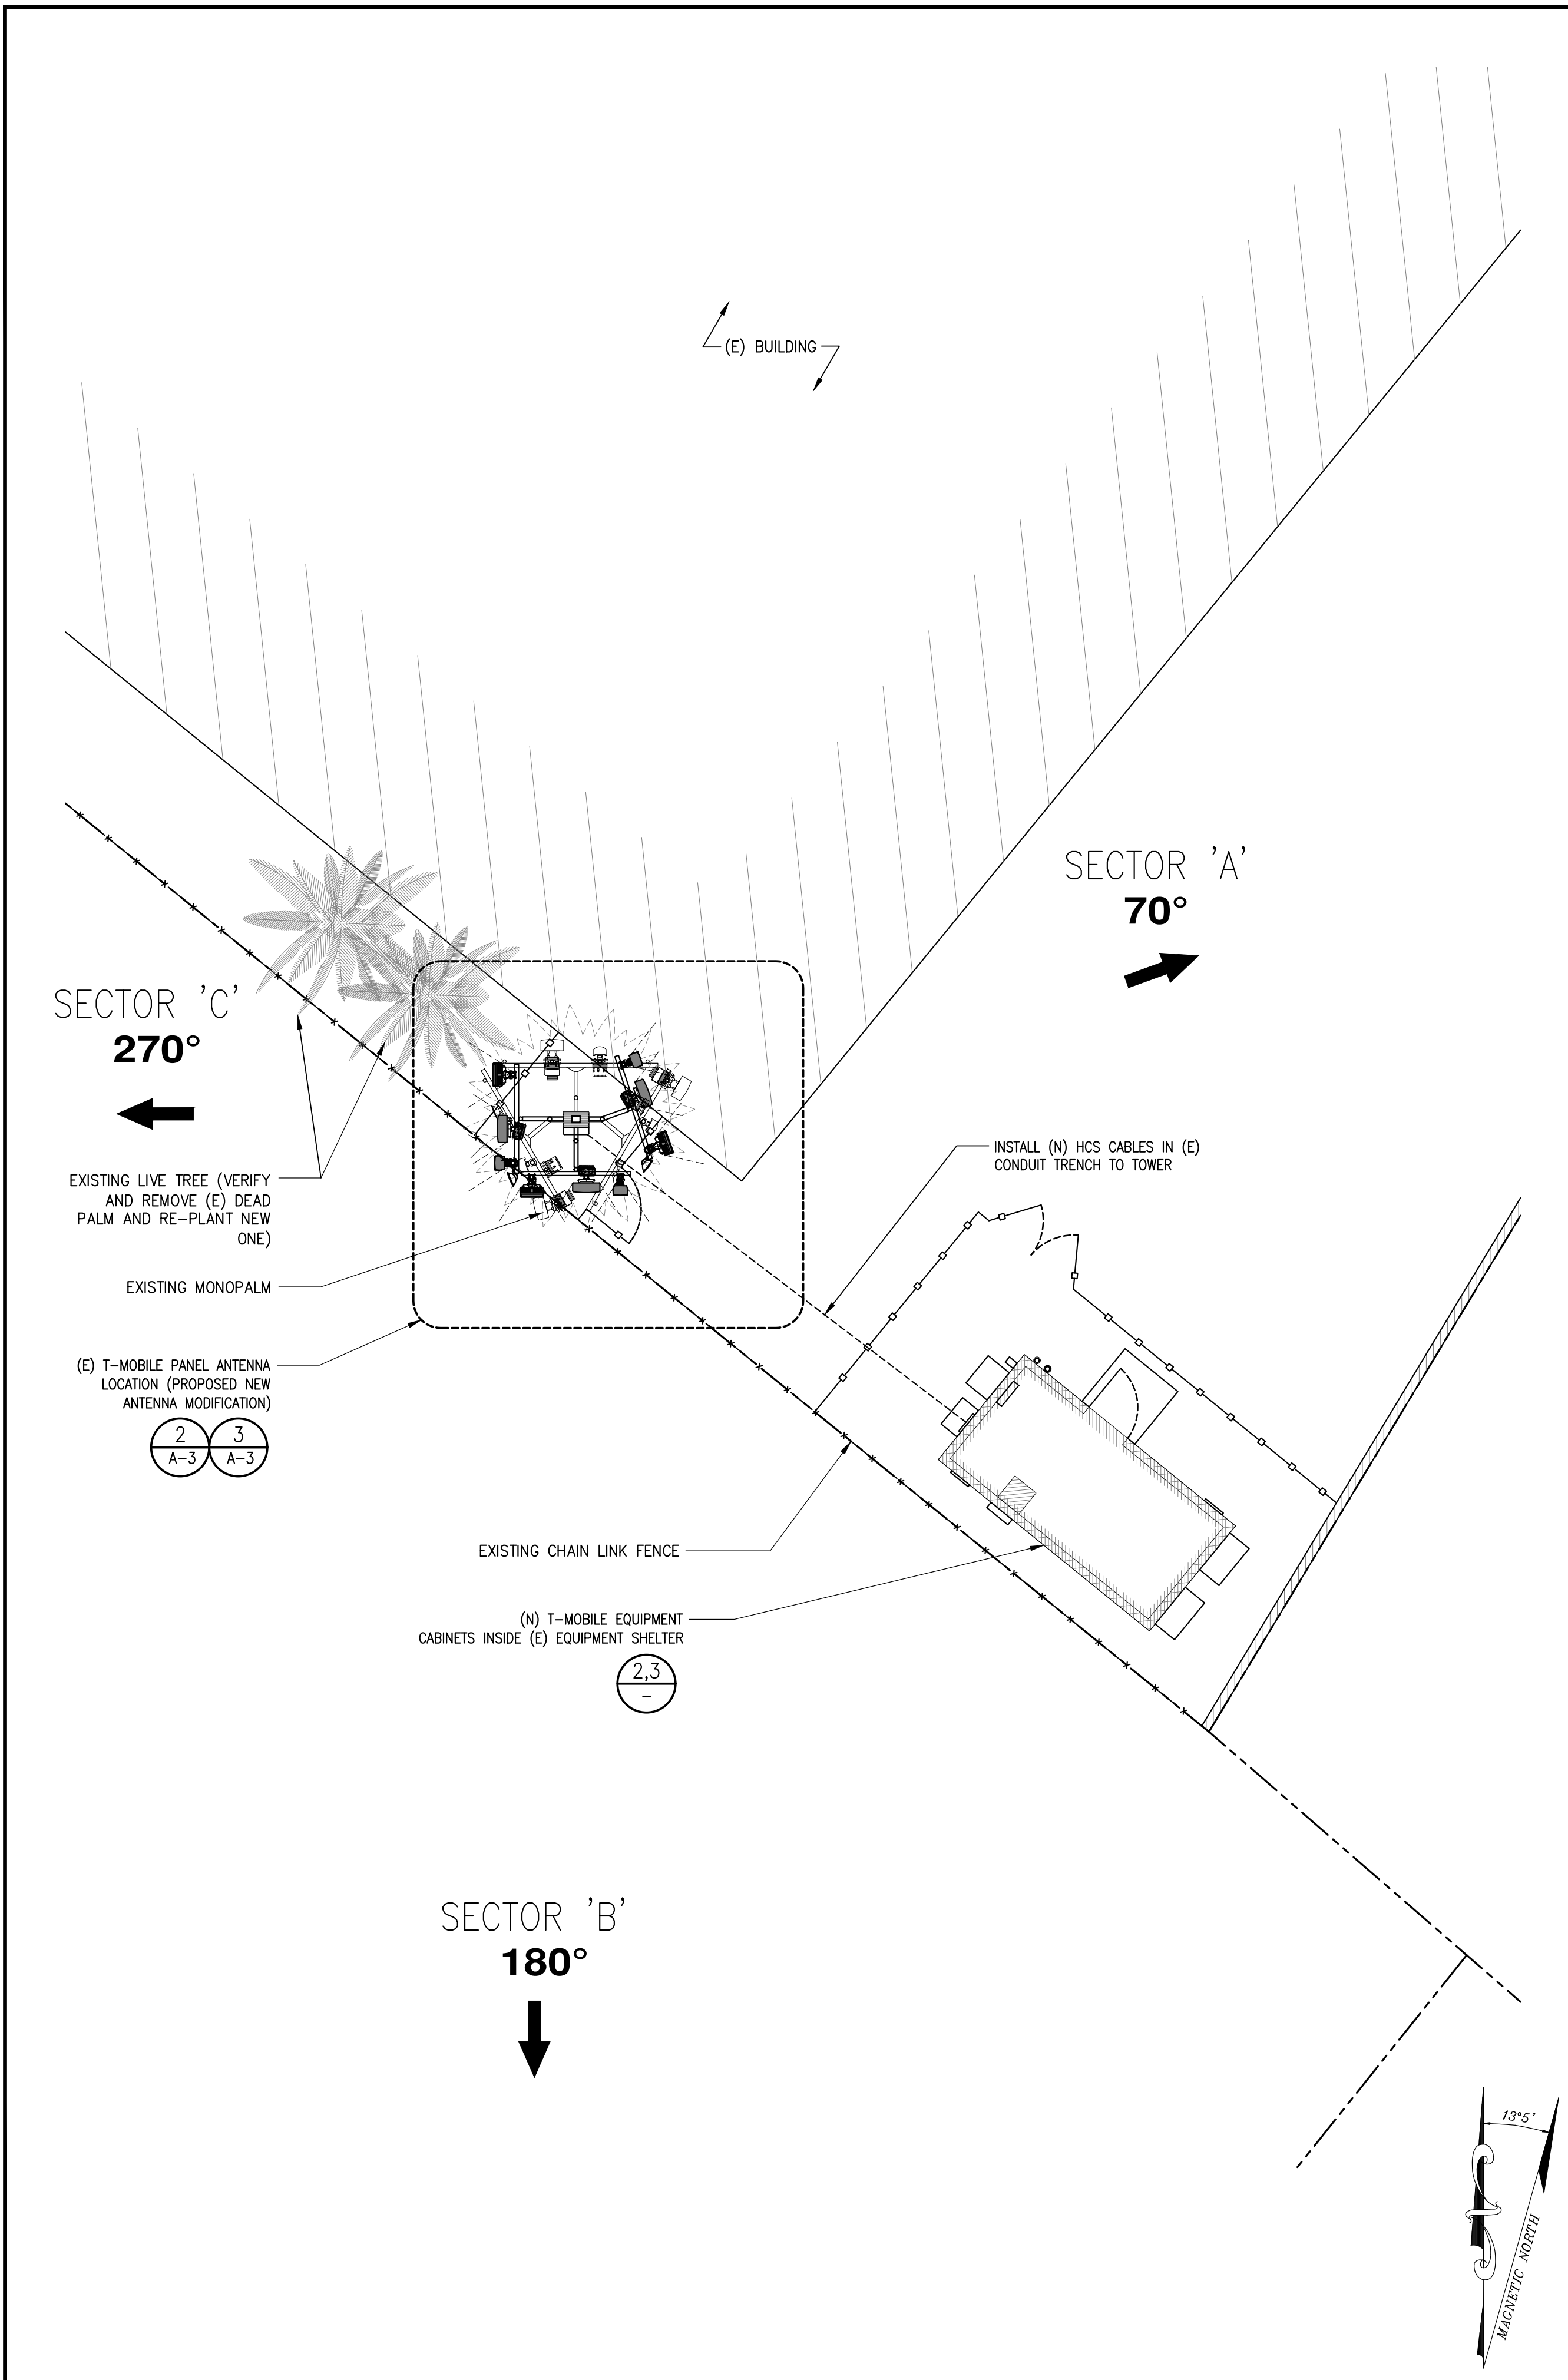 (E) BUILDING
SECTOR 'A'
70°
SECTOR 'C'
270°
INSTALL (N) HCS CABLES IN (E)
CONDUIT TRENCH TO TOWER
EXISTING LIVE TREE (VERIFY
AND REMOVE (E) DEAD
PALM AND RE-PLANT NEW
ONE)
EXISTING MONOPALM
(E) T-MOBILE PANEL ANTENNA
LOCATION (PROPOSED NEW
ANTENNA MODIFICATION)
2 3
A-3 A-3
EXISTING CHAIN LINK FENCE
(N) T-MOBILE EQUIPMENT
CABINETS INSIDE (E) EQUIPMENT SHELTER
2,3
-
SECTOR 'B'
180°
13°5'
MAGNETIC NORTH